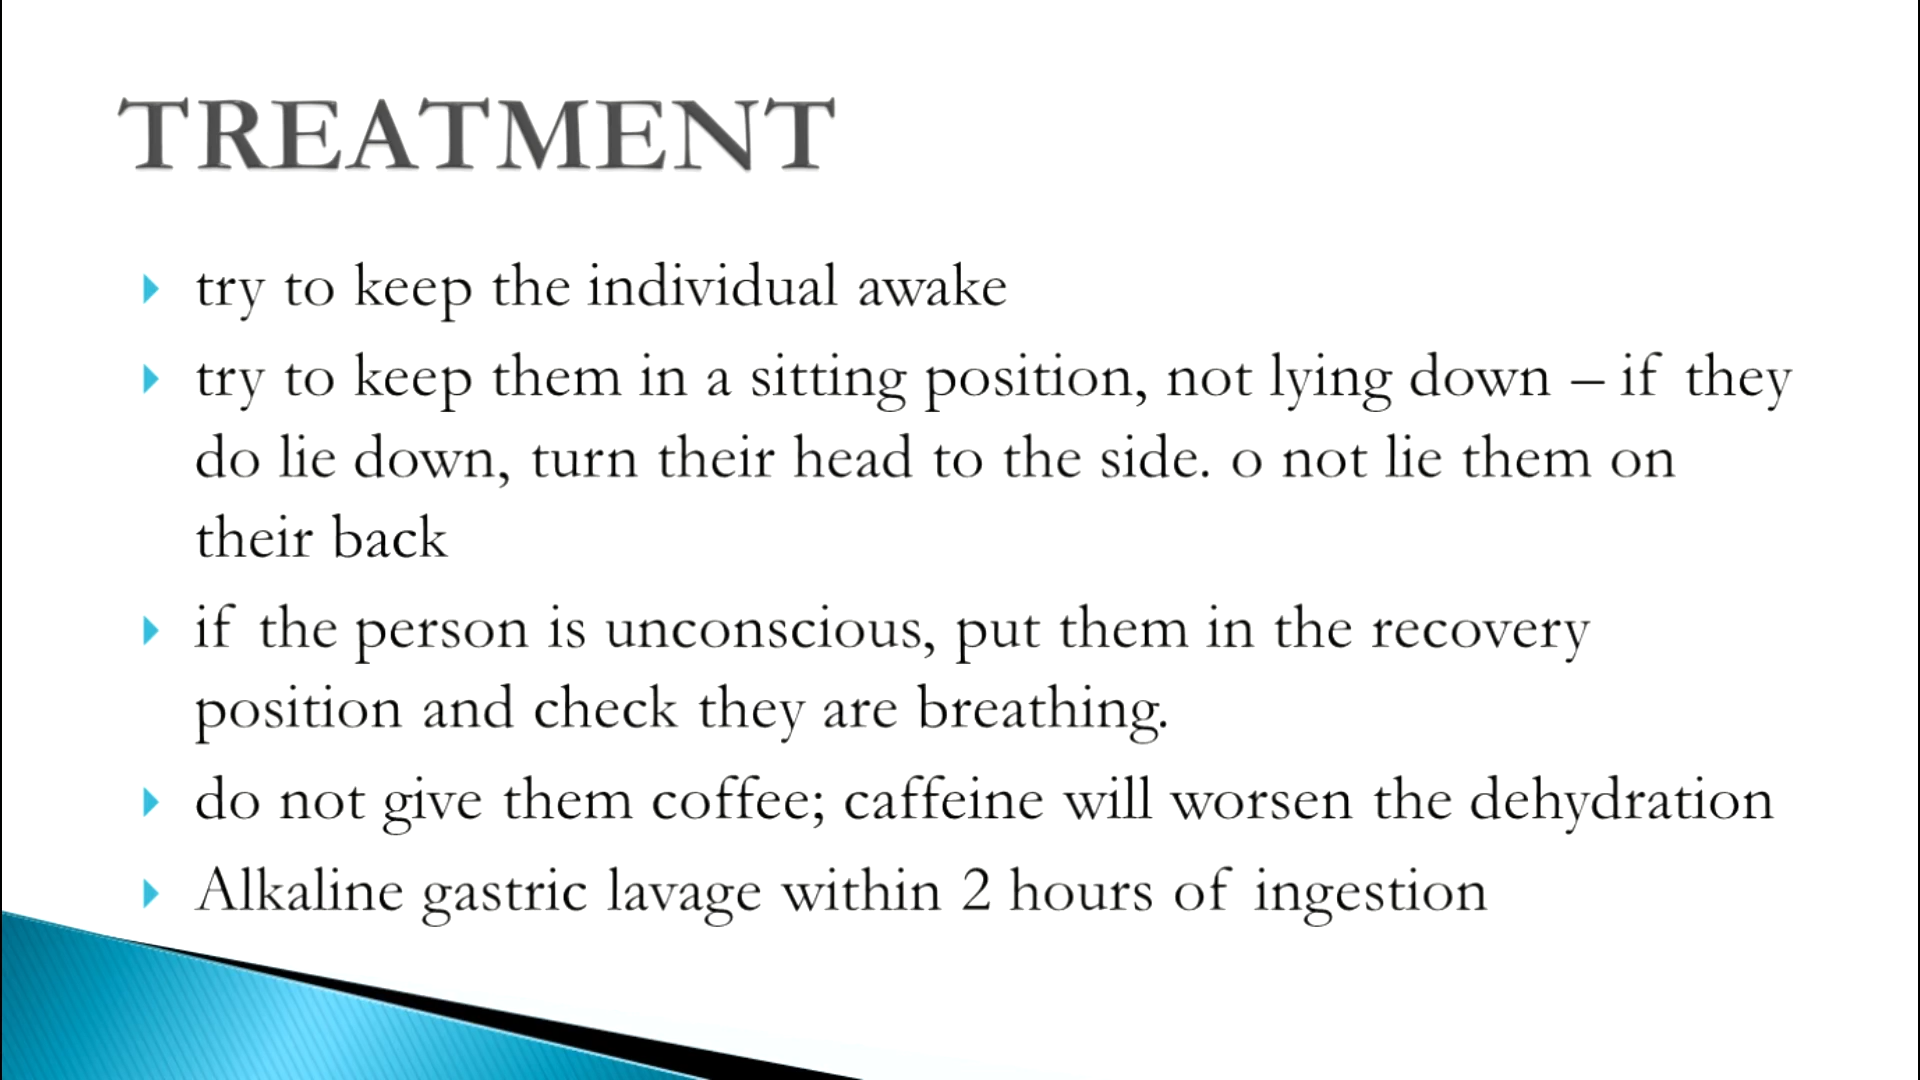 TREATMENT
try to keep the individual awake
try to keep them in a sitting position, not lying down – if they
do lie down, turn their head to the side. o not lie them on
their back
if the person is unconscious, put them in the recovery
position and check they are breathing.
do not give them coffee; caffeine will worsen the dehydration
Alkaline gastric lavage within 2 hours of ingestion